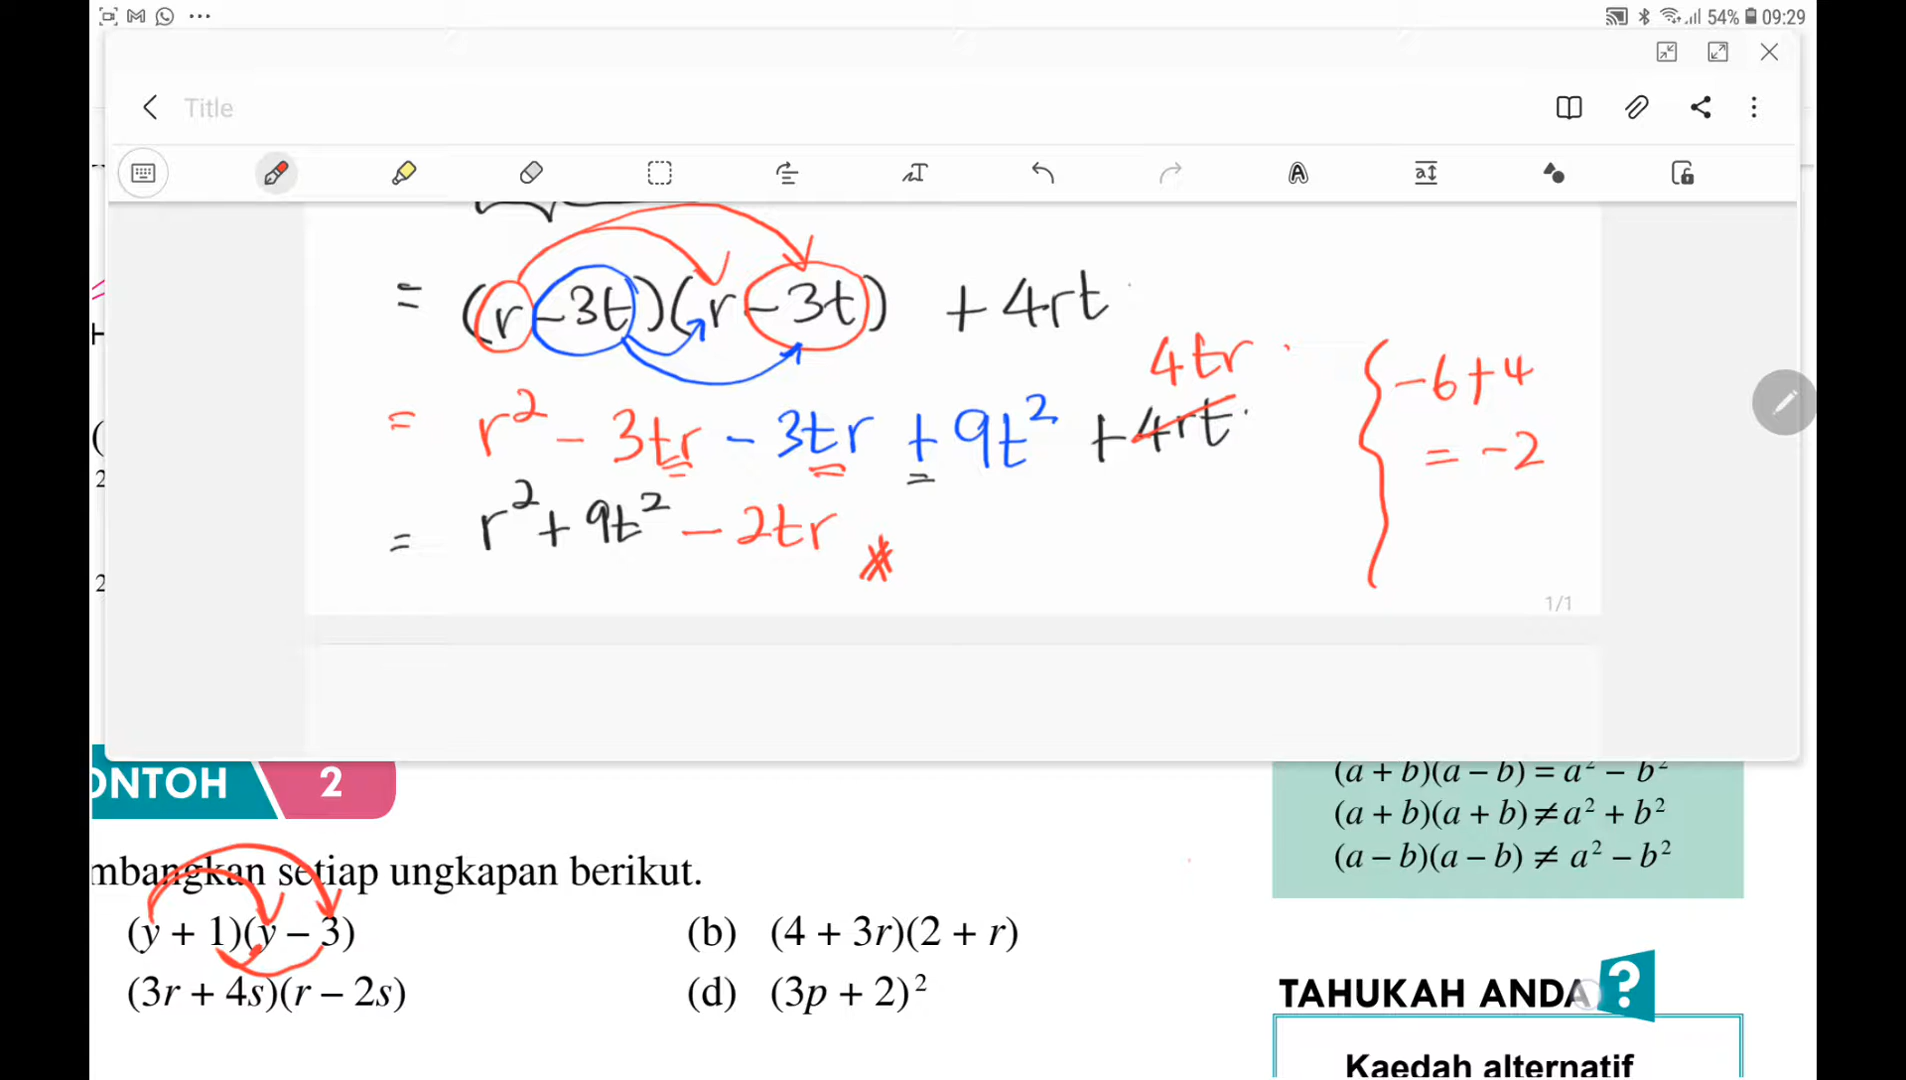 54% 09:29
Title
= (r - 3t)(r - 3t) + 4rt
4tr
= r² - 3tr - 3tr + 9t² + 4rt
-6+4
= -2
= r² + 9t² - 2tr
1/1
ONTOH 2
mbangkan setiap ungkapan berikut.
(y + 1)(y – 3) (b) (4 + 3r)(2 + r)
(3r + 4s)(r – 2s) (d) (3p + 2)²
(a + b)(a – b) = a² – b²
(a + b)(a + b) ≠ a² + b²
(a – b)(a – b) ≠ a² – b²
TAHUKAH ANDA ?
Kaedah alternatif